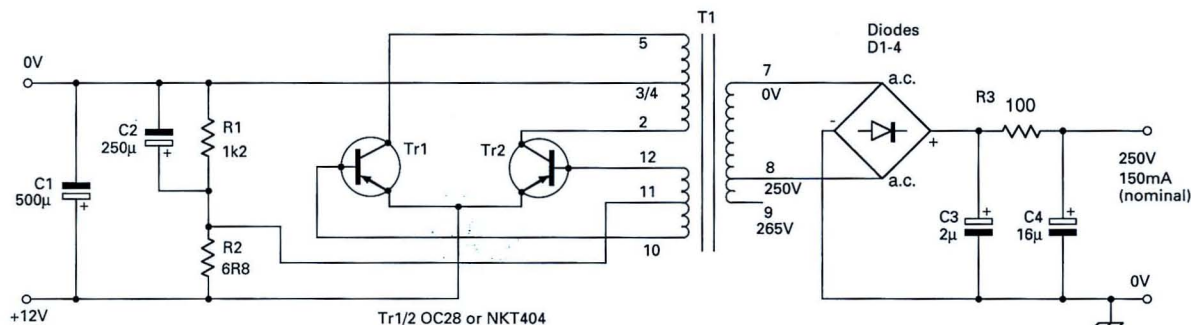 T1
Diodes
D1-4
5
0V
3/4
7
0V
a.c.
R3
100
C2
250µ
+
R1
1k2
2
Tr1
Tr2
12
-
+
250V
150mA
(nominal)
C1
500µ
+
11
8
250V
a.c.
9
265V
R2
6R8
10
C3
2µ
+
C4
16µ
+
0V
+12V
Tr1/2 OC28 or NKT404